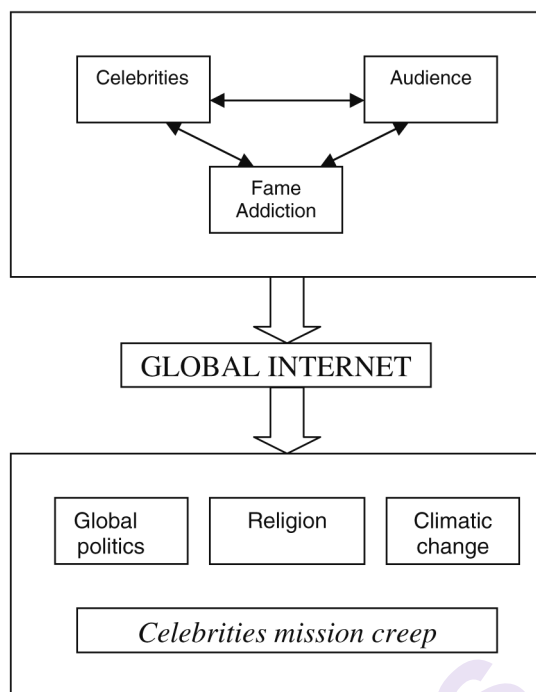 Celebrities
Audience
Fame
Addiction
GLOBAL INTERNET
Global
politics
Religion
Climatic
change
Celebrities mission creep